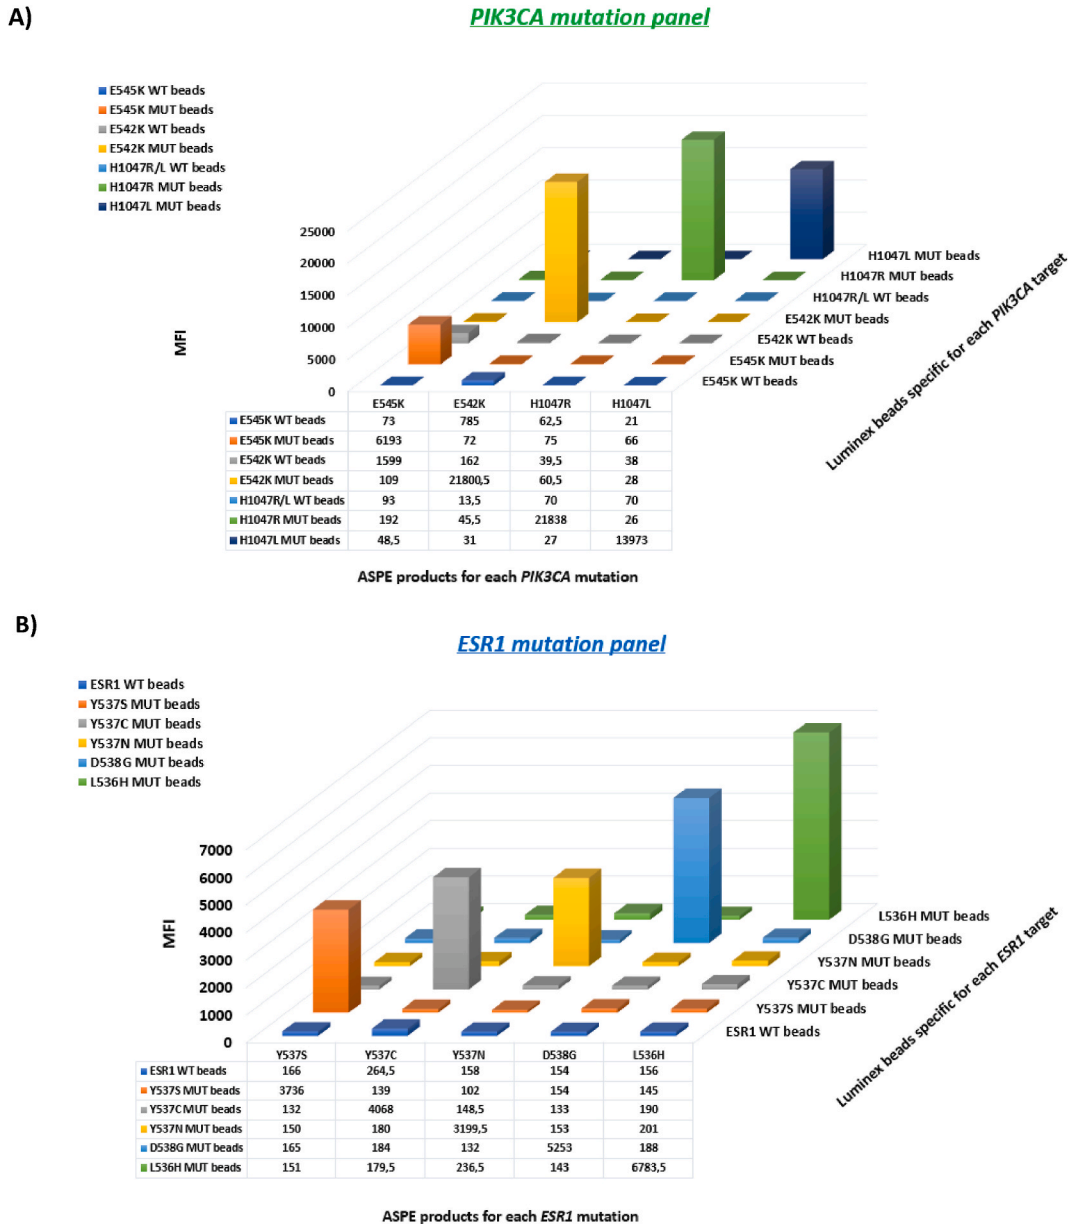 A)
PIK3CA mutation panel
E545K WT beads
E545K MUT beads
E542K WT beads
E542K MUT beads
H1047R/L WT beads
H1047R MUT beads
H1047L MUT beads
25000
20000
15000
10000
5000
0
MFI
H1047L MUT beads
H1047R MUT beads
H1047R/L WT beads
E542K MUT beads
E542K WT beads
E545K MUT beads
E545K WT beads
Luminex beads specific for each PIK3CA target
E545K E542K H1047R H1047L
E545K WT beads 73 785 62,5 21
E545K MUT beads 6193 72 75 66
E542K WT beads 1599 162 39,5 38
E542K MUT beads 109 21800,5 60,5 28
H1047R/L WT beads 93 13,5 70 70
H1047R MUT beads 192 45,5 21838 26
H1047L MUT beads 48,5 31 27 13973
ASPE products for each PIK3CA mutation
B)
ESR1 mutation panel
ESR1 WT beads
Y537S MUT beads
Y537C MUT beads
Y537N MUT beads
D538G MUT beads
L536H MUT beads
7000
6000
5000
4000
3000
2000
1000
0
MFI
L536H MUT beads
D538G MUT beads
Y537N MUT beads
Y537C MUT beads
Y537S MUT beads
ESR1 WT beads
Luminex beads specific for each ESR1 target
Y537S Y537C Y537N D538G L536H
ESR1 WT beads 166 264,5 158 154 156
Y537S MUT beads 3736 139 102 154 145
Y537C MUT beads 132 4068 148,5 133 190
Y537N MUT beads 150 180 3199,5 153 201
D538G MUT beads 165 184 132 5253 188
L536H MUT beads 151 179,5 236,5 143 6783,5
ASPE products for each ESR1 mutation